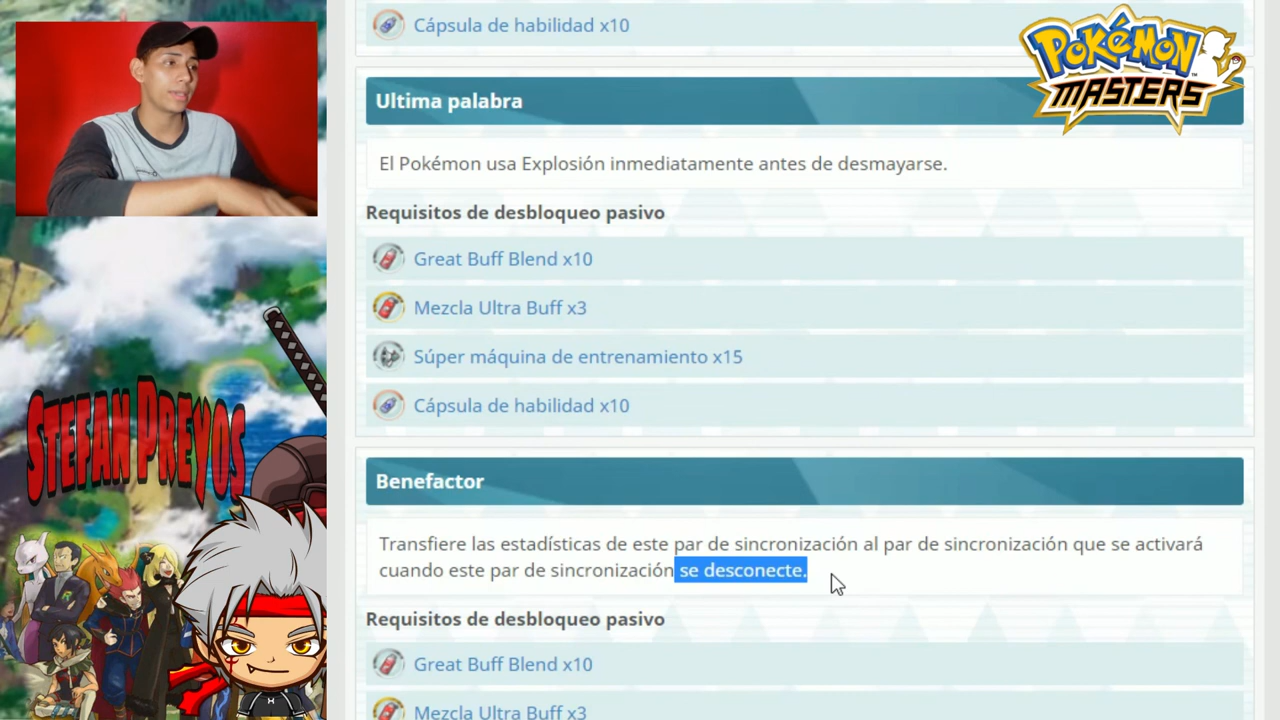 Cápsula de habilidad x10
POKéMON
MASTERS
Ultima palabra
El Pokémon usa Explosión inmediatamente antes de desmayarse.
Requisitos de desbloqueo pasivo
Great Buff Blend x10
Mezcla Ultra Buff x3
Súper máquina de entrenamiento x15
Cápsula de habilidad x10
STEFAN PREYOS
Benefactor
Transfiere las estadísticas de este par de sincronización al par de sincronización que se activará
cuando este par de sincronización se desconecte.
Requisitos de desbloqueo pasivo
Great Buff Blend x10
Mezcla Ultra Buff x3